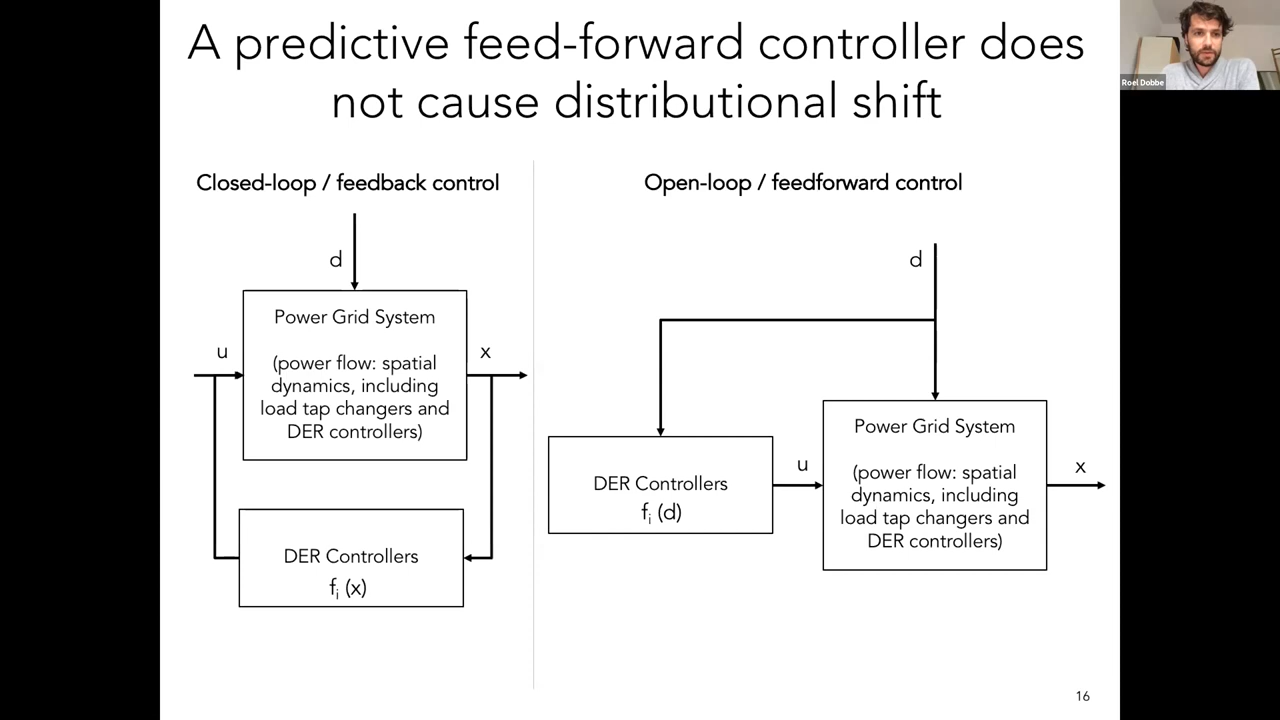 A predictive feed-forward controller does
not cause distributional shift
Roel Dobbe
Closed-loop / feedback control
d
u
x
Power Grid System
(power flow: spatial
dynamics, including
load tap changers and
DER controllers)
DER Controllers
fi (x)
Open-loop / feedforward control
d
DER Controllers
fi (d)
u
Power Grid System
(power flow: spatial
dynamics, including
load tap changers and
DER controllers)
x
16